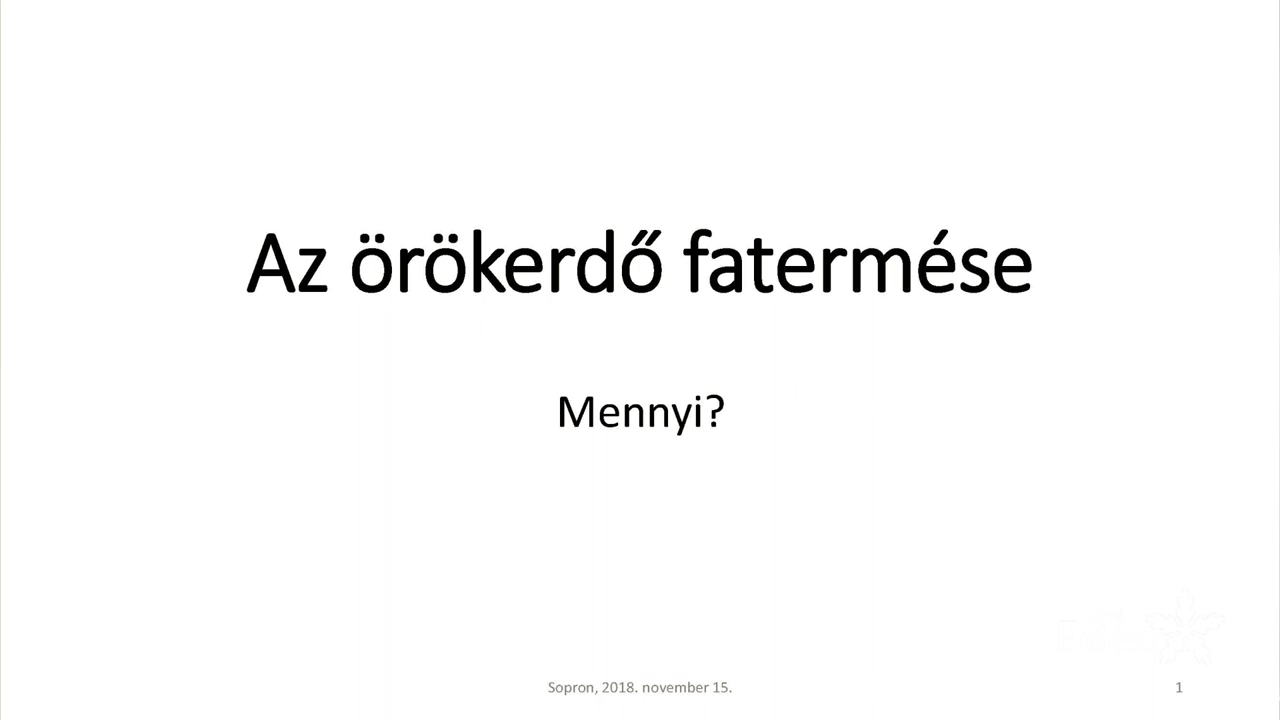 Az örökerdő fatermése
Mennyi?
Sopron, 2018. november 15.
1